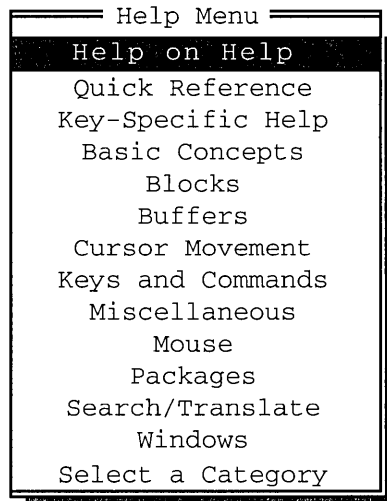 Help Menu
Help on Help
Quick Reference
Key-Specific Help
Basic Concepts
Blocks
Buffers
Cursor Movement
Keys and Commands
Miscellaneous
Mouse
Packages
Search/Translate
Windows
Select a Category